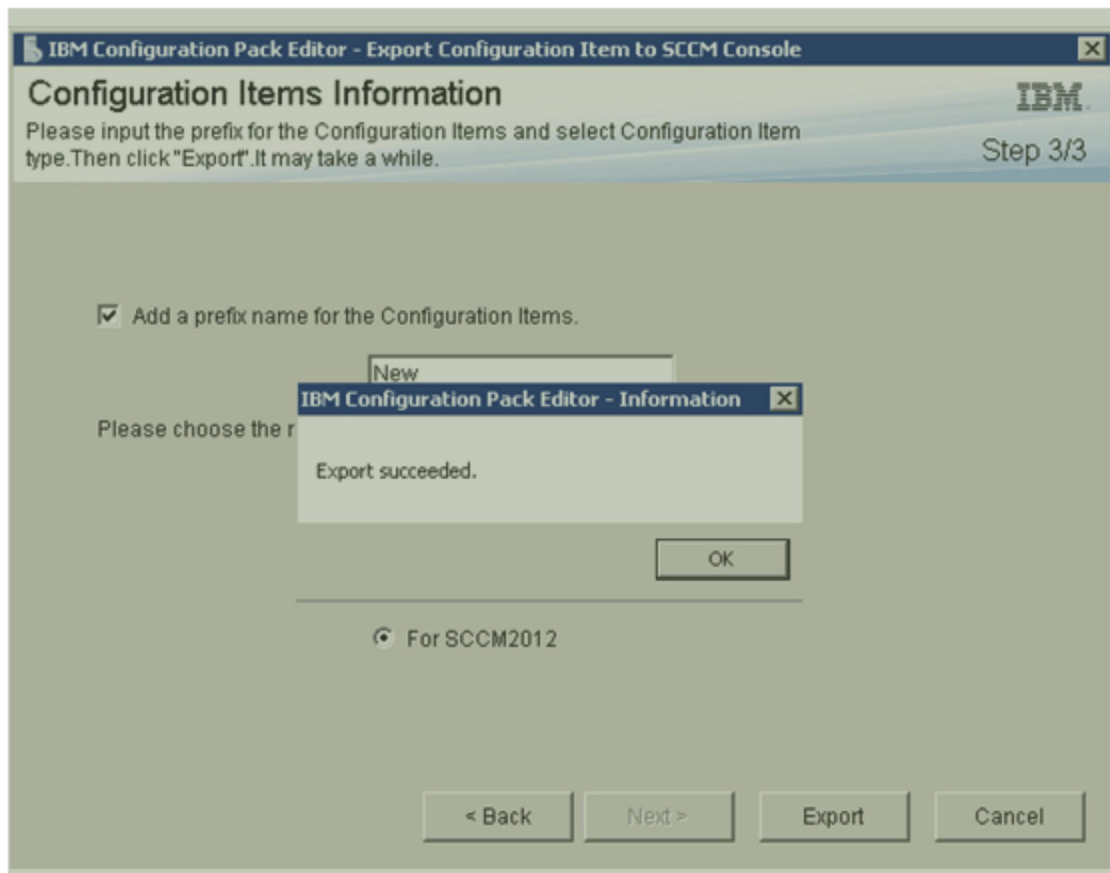 IBM Configuration Pack Editor - Export Configuration Item to SCCM Console
Configuration Items Information
IBM.
Please input the prefix for the Configuration Items and select Configuration Item
type.Then click "Export".It may take a while.
Step 3/3
Add a prefix name for the Configuration Items.
New
IBM Configuration Pack Editor - Information
Please choose the r
Export succeeded.
OK
For SCCM2012
< Back
Next >
Export
Cancel